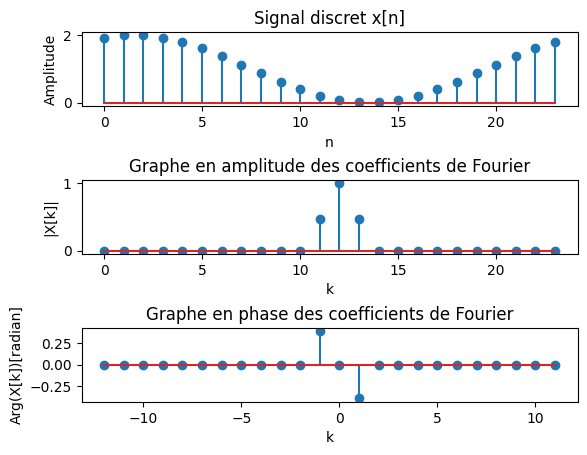 Signal discret x[n]
2
0
Amplitude
0 5 10 15 20
n
Graphe en amplitude des coefficients de Fourier
1
0
|X[k]|
0 5 10 15 20
k
Graphe en phase des coefficients de Fourier
0.25
0.00
−0.25
Arg(X[k])[radian]
−10 −5 0 5 10
k